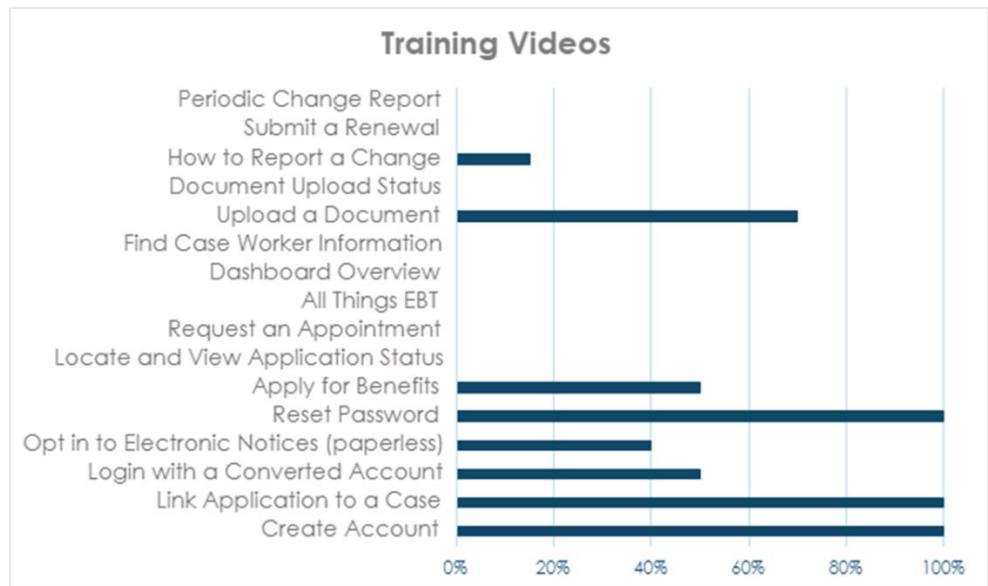 Training Videos
Periodic Change Report
Submit a Renewal
How to Report a Change
Document Upload Status
Upload a Document
Find Case Worker Information
Dashboard Overview
All Things EBT
Request an Appointment
Locate and View Application Status
Apply for Benefits
Reset Password
Opt in to Electronic Notices (paperless)
Login with a Converted Account
Link Application to a Case
Create Account
0% 20% 40% 60% 80% 100%